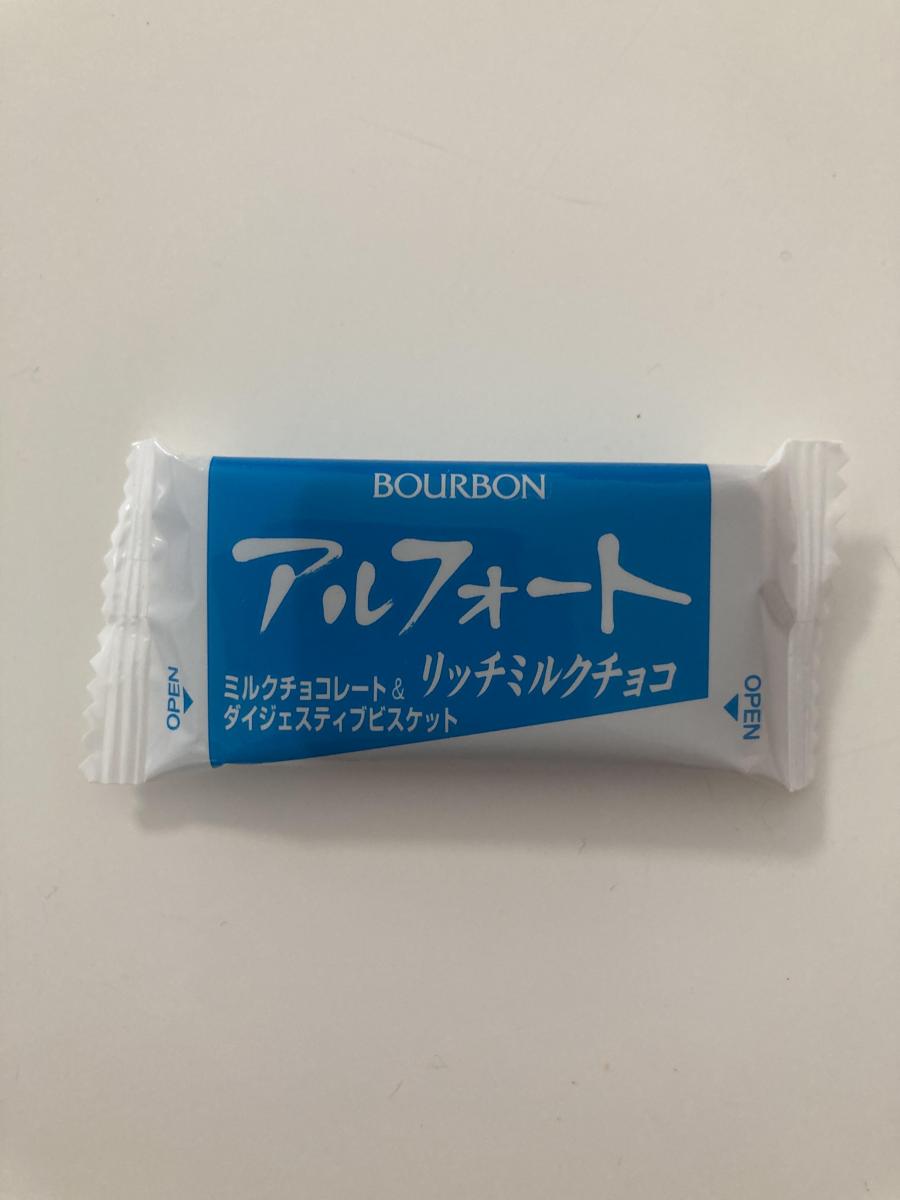 BOURBON
アルフォート
リッチミルクチョコ
ミルクチョコレート&
ダイジェスティブビスケット
OPEN
OPEN